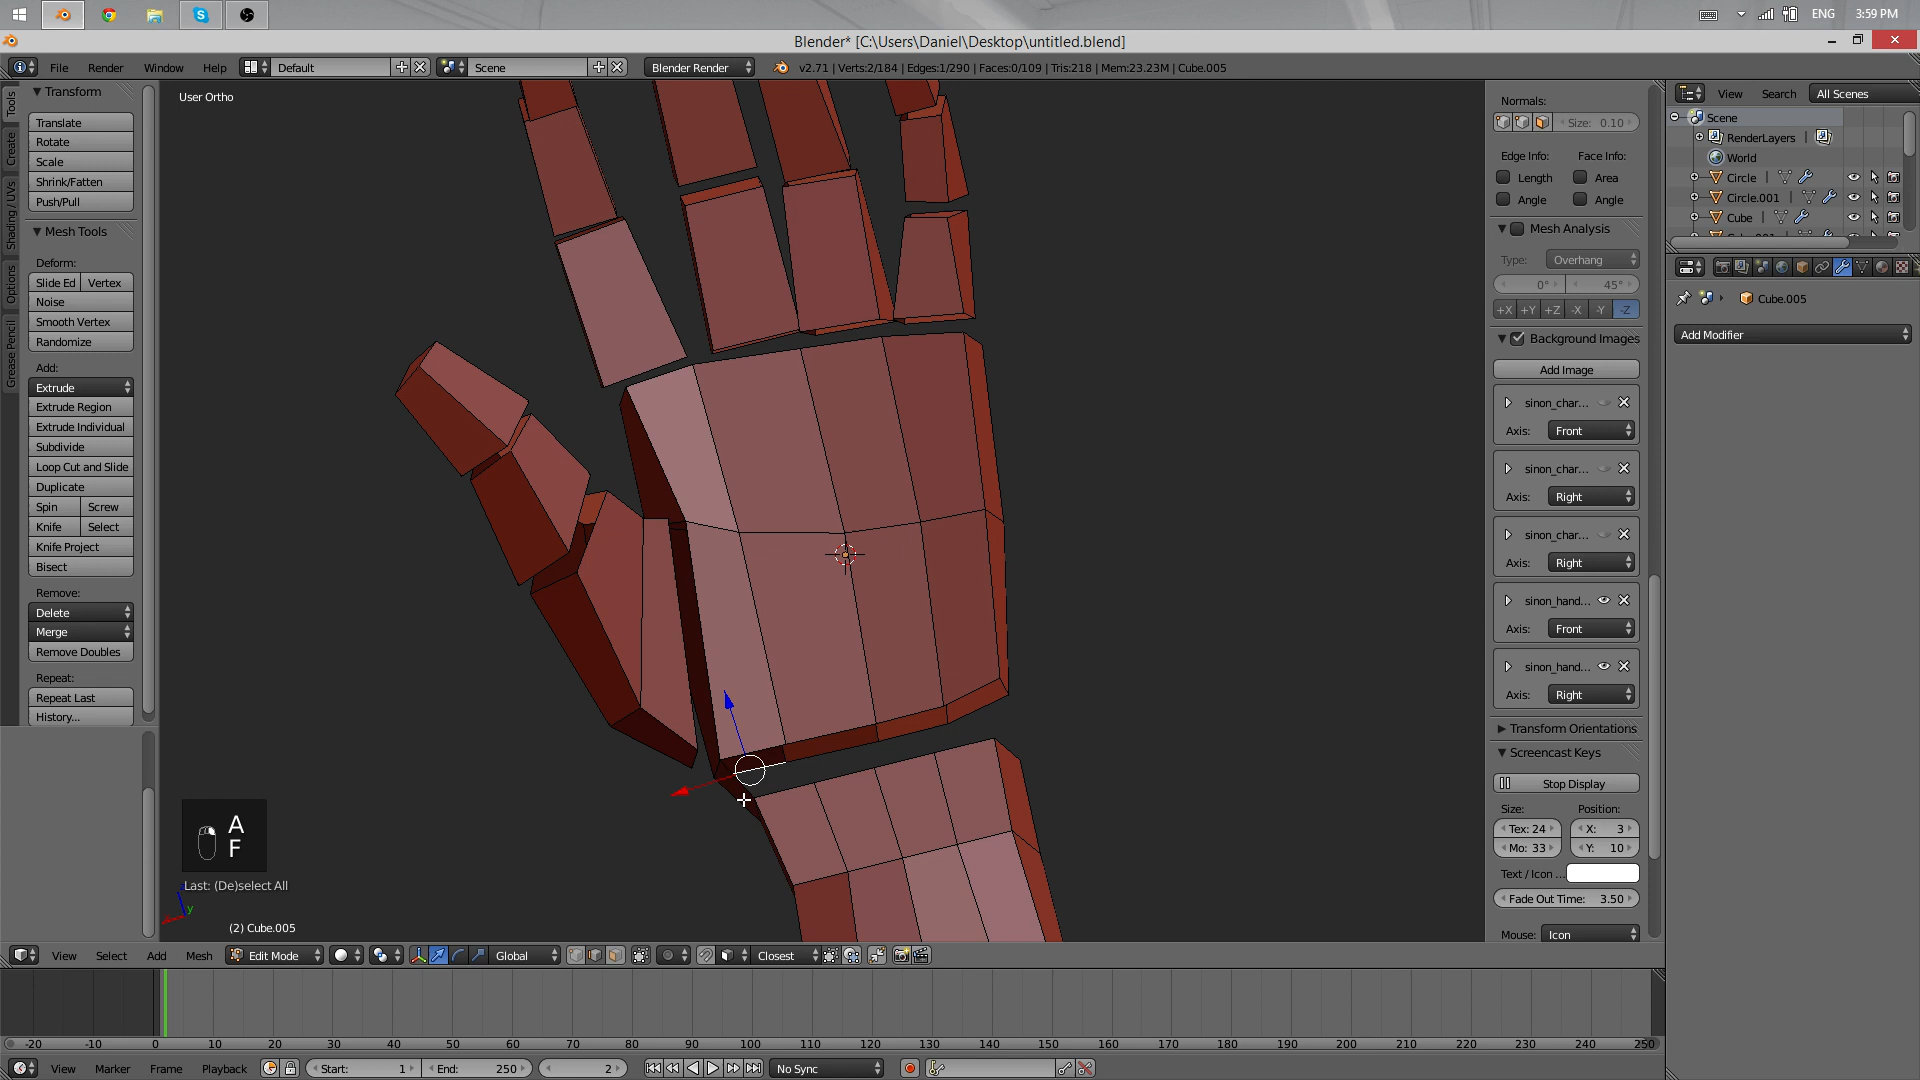 ENG 3:59 PM
Blender* [C:\Users\Daniel\Desktop\untitled.blend]
File Render Window Help Default Scene Blender Render v2.71 | Verts:2/184 | Edges:1/290 | Faces:0/109 | Tris:218 | Mem:23.23M | Cube.005
Tools
Create
Shading / UVs
Options
Grease Pencil
Transform
Translate
Rotate
Scale
Shrink/Fatten
Push/Pull
Mesh Tools
Deform:
Slide Ed Vertex
Noise
Smooth Vertex
Randomize
Add:
Extrude
Extrude Region
Extrude Individual
Subdivide
Loop Cut and Slide
Duplicate
Spin Screw
Knife Select
Knife Project
Bisect
Remove:
Delete
Merge
Remove Doubles
Repeat:
Repeat Last
History...
User Ortho
A
F
Last: (De)select All
y
(2) Cube.005
Normals:
Size: 0.10
Edge Info: Face Info:
Length Area
Angle Angle
Mesh Analysis
Type: Overhang
0° 45°
+X +Y +Z -X -Y -Z
Background Images
Add Image
sinon_char...
Axis: Front
sinon_char...
Axis: Right
sinon_char...
Axis: Right
sinon_hand...
Axis: Front
sinon_hand...
Axis: Right
Transform Orientations
Screencast Keys
Stop Display
Size: Position:
Tex: 24 X: 3
Mo: 33 Y: 10
Text / Icon ...
Fade Out Time: 3.50
Mouse: Icon
View Search All Scenes
Scene
RenderLayers
World
Circle
Circle.001
Cube
Cube.005
Add Modifier
View Select Add Mesh Edit Mode Global Closest
-20 -10 0 10 20 30 40 50 60 70 80 90 100 110 120 130 140 150 160 170 180 190 200 210 220 230 240 250
View Marker Frame Playback Start: 1 End: 250 2 No Sync